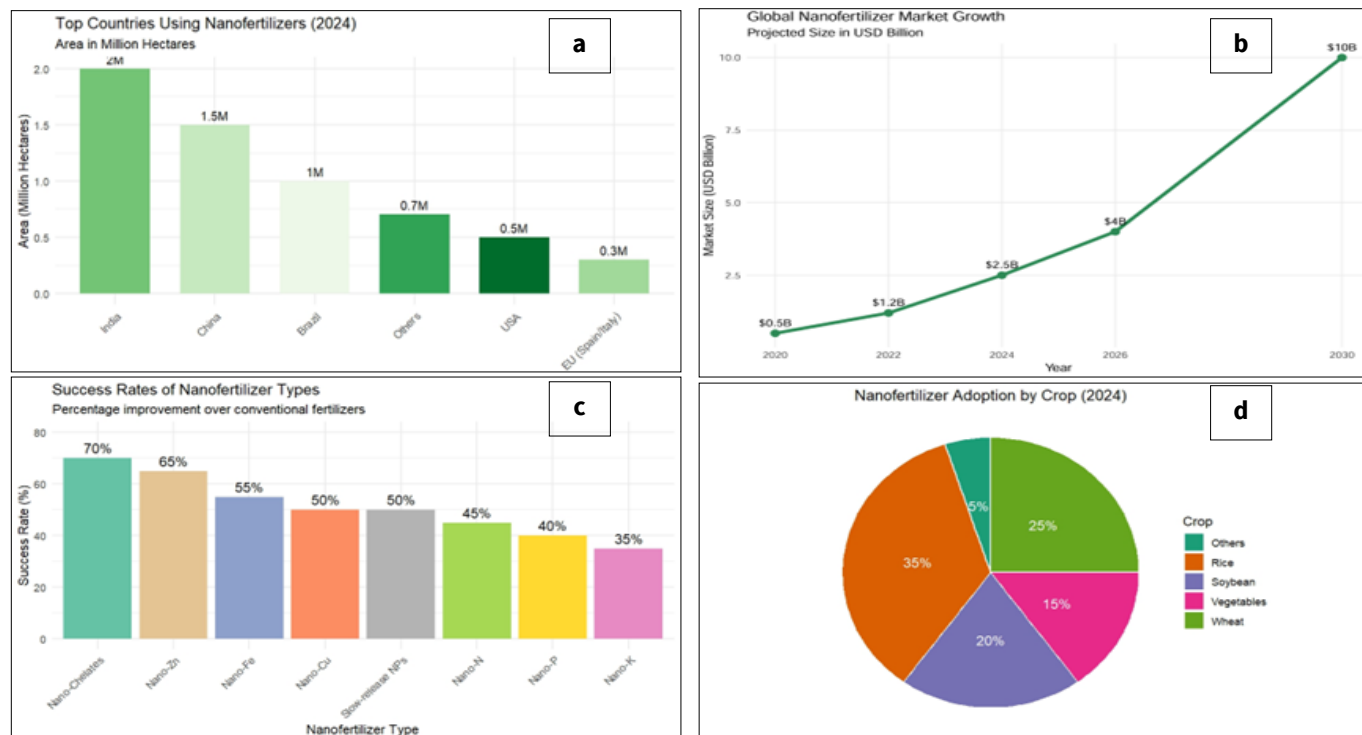 Top Countries Using Nanofertilizers (2024)
Area in Million Hectares
a
Area (Million Hectares)
2.0
1.5
1.0
0.5
0.0
2M
1.5M
1M
0.7M
0.5M
0.3M
India
China
Brazil
Others
USA
EU (Spain/Italy)
Global Nanofertilizer Market Growth
Projected Size in USD Billion
b
Market Size (USD Billion)
10.0
7.5
5.0
2.5
$0.5B
$1.2B
$2.5B
$4B
$10B
2020
2022
2024
2026
2030
Year
Success Rates of Nanofertilizer Types
Percentage improvement over conventional fertilizers
c
Success Rate (%)
80
60
40
20
0
70%
65%
55%
50%
50%
45%
40%
35%
Nano-Chelates
Nano-Zn
Nano-Fe
Nano-Cu
Slow-release NPs
Nano-N
Nano-P
Nano-K
Nanofertilizer Type
Nanofertilizer Adoption by Crop (2024)
d
5%
25%
35%
15%
20%
Crop
Others
Rice
Soybean
Vegetables
Wheat